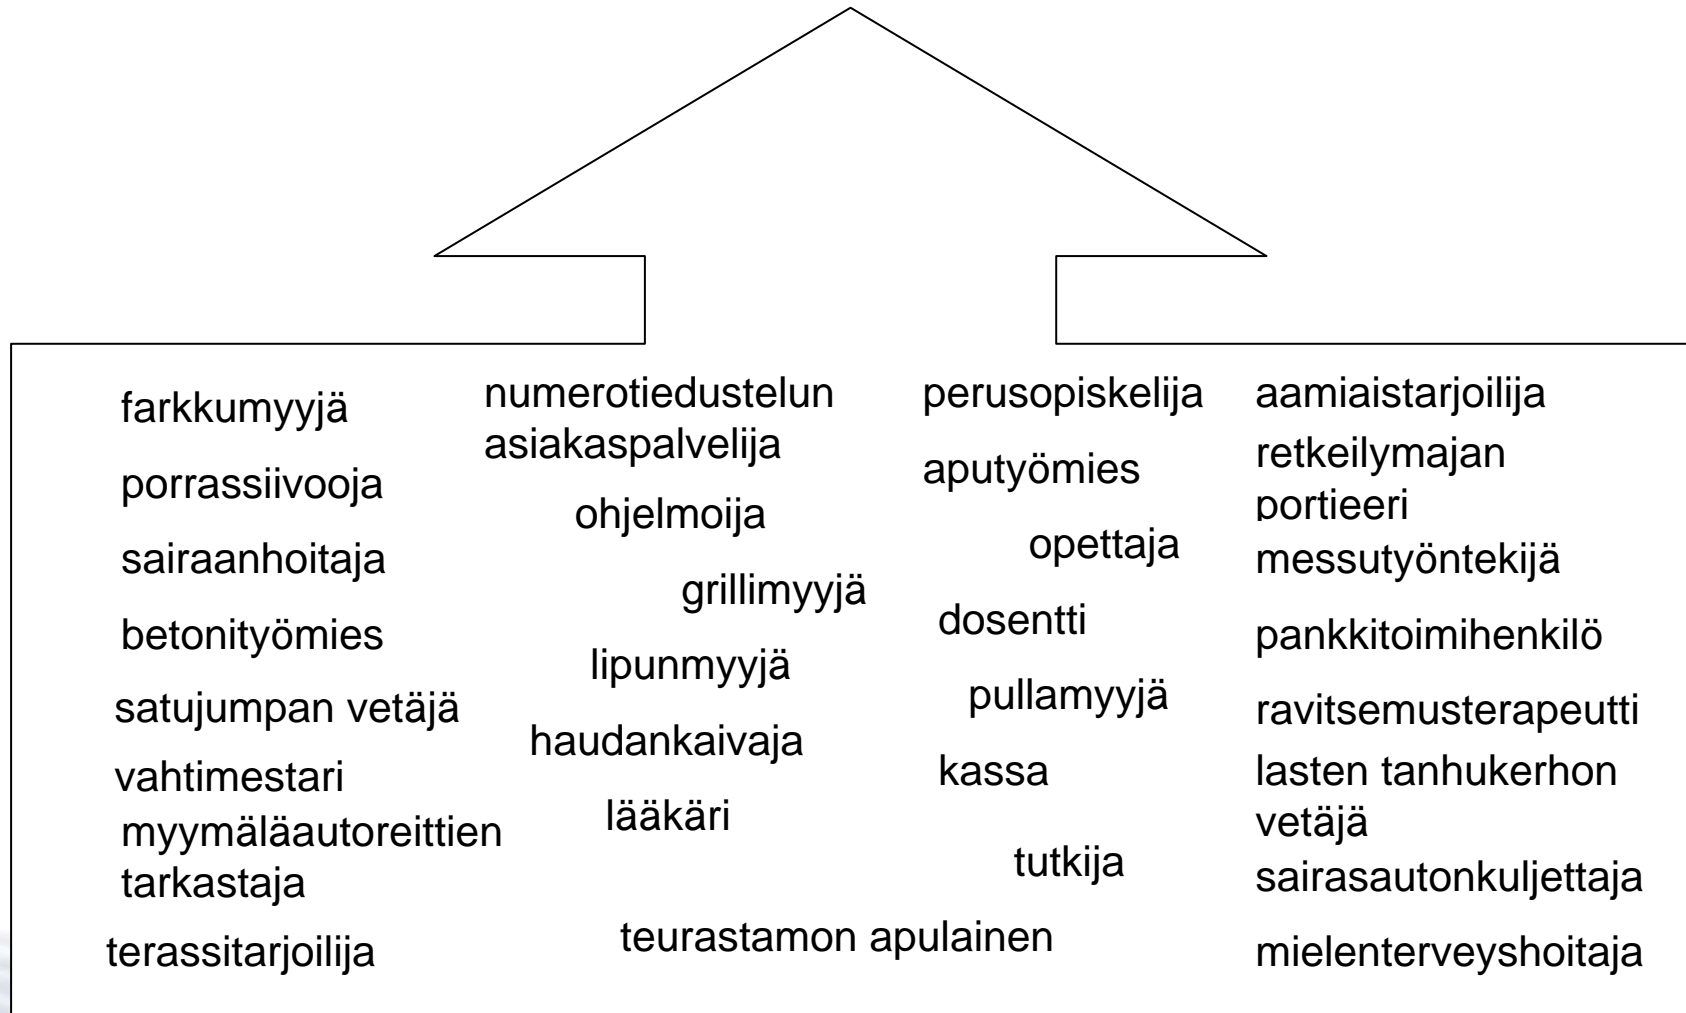 farkkumyyjä
porrassiivooja
sairaanhoitaja
betonityömies
satujumpan vetäjä
vahtimestari
myymäläautoreittien
tarkastaja
terassitarjoilija
numerotiedustelun
asiakaspalvelija
ohjelmoija
grillimyyjä
lipunmyyjä
haudankaivaja
lääkäri
teurastamon apulainen
perusopiskelija
aputyömies
opettaja
dosentti
pullamyyjä
kassa
tutkija
aamiaistarjoilija
retkeilymajan
portieeri
messutyöntekijä
pankkitoimihenkilö
ravitsemusterapeutti
lasten tanhukerhon
vetäjä
sairasautonkuljettaja
mielenterveyshoitaja